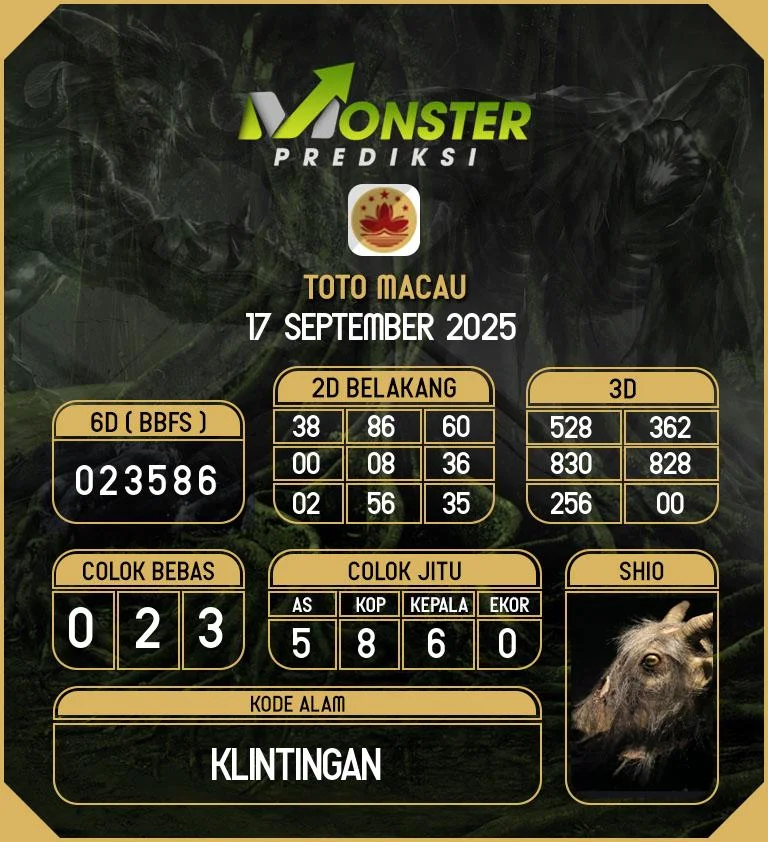 MONSTER
PREDIKSI
TOTO MACAU
17 SEPTEMBER 2025
6D ( BBFS )
023586
2D BELAKANG
38 86 60
00 08 36
02 56 35
3D
528 362
830 828
256 00
COLOK BEBAS
0 2 3
COLOK JITU
AS KOP KEPALA EKOR
5 8 6 0
SHIO
KODE ALAM
KLINTINGAN